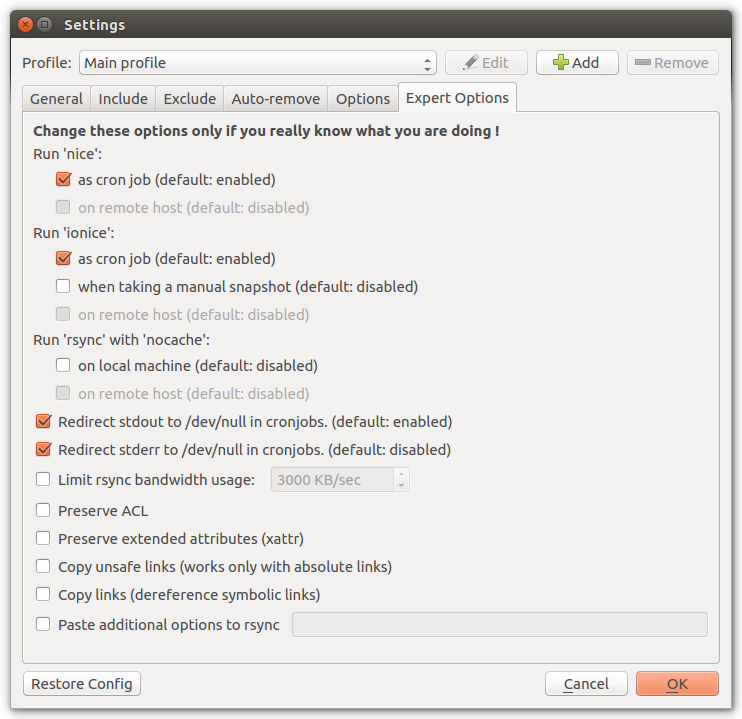 Settings
Profile: Main profile Edit Add Remove
General Include Exclude Auto-remove Options Expert Options
Change these options only if you really know what you are doing !
Run 'nice':
as cron job (default: enabled)
on remote host (default: disabled)
Run 'ionice':
as cron job (default: enabled)
when taking a manual snapshot (default: disabled)
on remote host (default: disabled)
Run 'rsync' with 'nocache':
on local machine (default: disabled)
on remote host (default: disabled)
Redirect stdout to /dev/null in cronjobs. (default: enabled)
Redirect stderr to /dev/null in cronjobs. (default: disabled)
Limit rsync bandwidth usage: 3000 KB/sec
Preserve ACL
Preserve extended attributes (xattr)
Copy unsafe links (works only with absolute links)
Copy links (dereference symbolic links)
Paste additional options to rsync
Restore Config Cancel OK